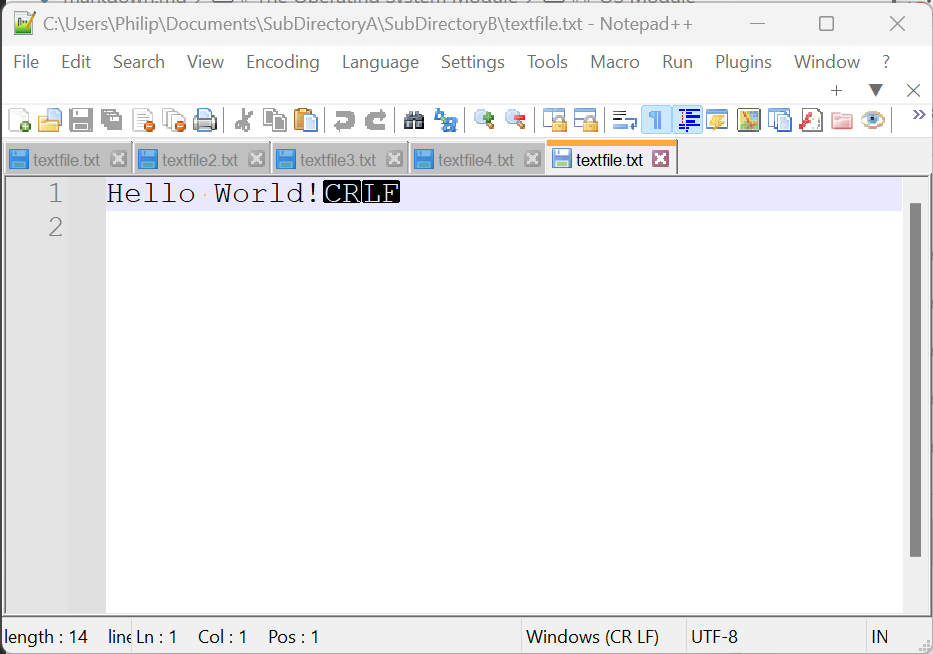 C:\Users\Philip\Documents\SubDirectoryA\SubDirectoryB\textfile.txt - Notepad++
File Edit Search View Encoding Language Settings Tools Macro Run Plugins Window ?
textfile.txt textfile2.txt textfile3.txt textfile4.txt textfile.txt
1 Hello World!CRLF
2
length : 14 line Ln : 1 Col : 1 Pos : 1 Windows (CR LF) UTF-8 IN